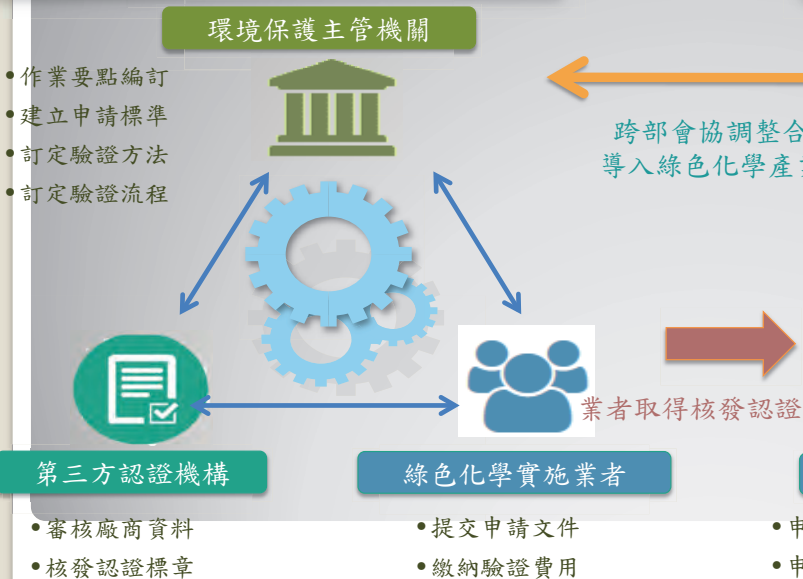 環境保護主管機關
•作業要點編訂
•建立申請標準
•訂定驗證方法
•訂定驗證流程
跨部會協調整合
導入綠色化學產
業者取得核發認證
第三方認證機構
綠色化學實施業者
•審核廠商資料
•核發認證標章
•提交申請文件
•繳納驗證費用
•申
•申